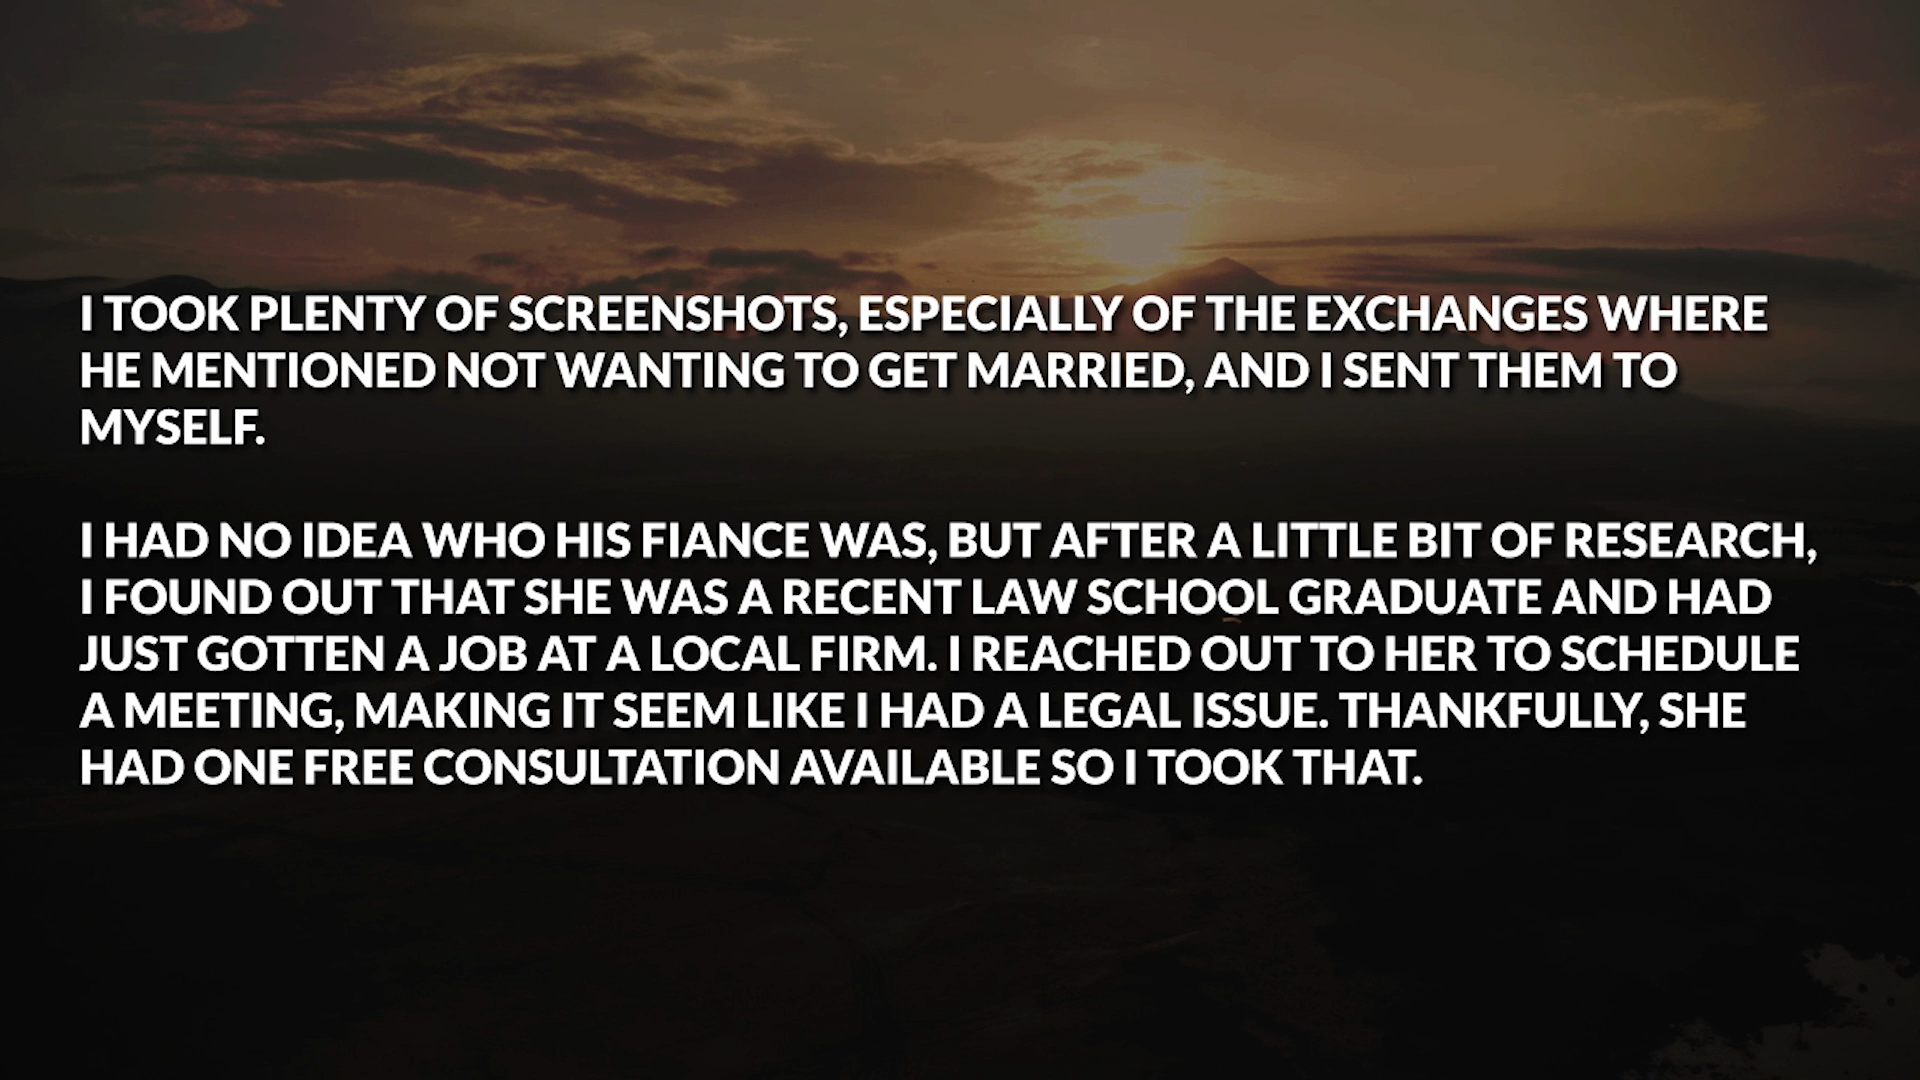 I TOOK PLENTY OF SCREENSHOTS, ESPECIALLY OF THE EXCHANGES WHERE
HE MENTIONED NOT WANTING TO GET MARRIED, AND I SENT THEM TO
MYSELF.
I HAD NO IDEA WHO HIS FIANCE WAS, BUT AFTER A LITTLE BIT OF RESEARCH,
I FOUND OUT THAT SHE WAS A RECENT LAW SCHOOL GRADUATE AND HAD
JUST GOTTEN A JOB AT A LOCAL FIRM. I REACHED OUT TO HER TO SCHEDULE
A MEETING, MAKING IT SEEM LIKE I HAD A LEGAL ISSUE. THANKFULLY, SHE
HAD ONE FREE CONSULTATION AVAILABLE SO I TOOK THAT.